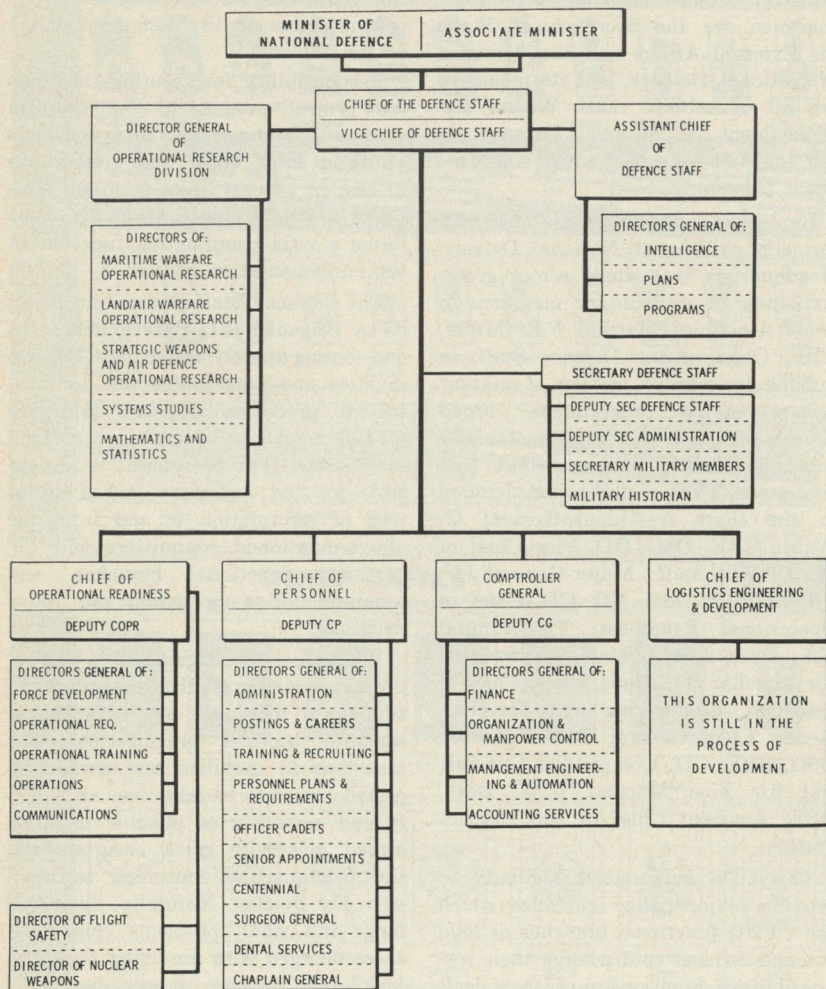 MINISTER OF
NATIONAL DEFENCE
ASSOCIATE MINISTER
CHIEF OF THE DEFENCE STAFF
VICE CHIEF OF DEFENCE STAFF
DIRECTOR GENERAL
OF
OPERATIONAL RESEARCH
DIVISION
ASSISTANT CHIEF
OF
DEFENCE STAFF
DIRECTORS OF:
MARITIME WARFARE
OPERATIONAL RESEARCH
LAND/AIR WARFARE
OPERATIONAL RESEARCH
STRATEGIC WEAPONS
AND AIR DEFENCE
OPERATIONAL RESEARCH
SYSTEMS STUDIES
MATHEMATICS AND
STATISTICS
DIRECTORS GENERAL OF:
INTELLIGENCE
PLANS
PROGRAMS
SECRETARY DEFENCE STAFF
DEPUTY SEC DEFENCE STAFF
DEPUTY SEC ADMINISTRATION
SECRETARY MILITARY MEMBERS
MILITARY HISTORIAN
CHIEF OF
OPERATIONAL READINESS
DEPUTY COPR
DIRECTORS GENERAL OF:
FORCE DEVELOPMENT
OPERATIONAL REQ.
OPERATIONAL TRAINING
OPERATIONS
COMMUNICATIONS
DIRECTOR OF FLIGHT
SAFETY
DIRECTOR OF NUCLEAR
WEAPONS
CHIEF OF
PERSONNEL
DEPUTY CP
DIRECTORS GENERAL OF:
ADMINISTRATION
POSTINGS & CAREERS
TRAINING & RECRUITING
PERSONNEL PLANS &
REQUIREMENTS
OFFICER CADETS
SENIOR APPOINTMENTS
CENTENNIAL
SURGEON GENERAL
DENTAL SERVICES
CHAPLAIN GENERAL
COMPTROLLER
GENERAL
DEPUTY CG
DIRECTORS GENERAL OF:
FINANCE
ORGANIZATION &
MANPOWER CONTROL
MANAGEMENT ENGINEER-
ING & AUTOMATION
ACCOUNTING SERVICES
CHIEF OF
LOGISTICS ENGINEERING
& DEVELOPMENT
THIS ORGANIZATION
IS STILL IN THE
PROCESS OF
DEVELOPMENT